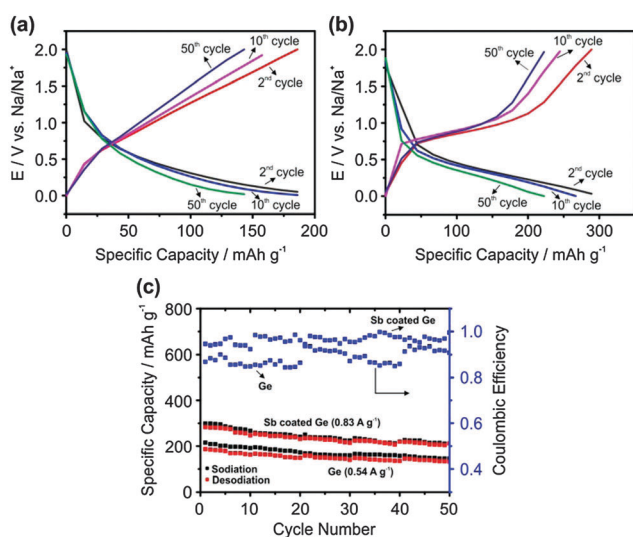 (a)
2.0
1.5
1.0
0.5
0.0
E / V vs. Na/Na⁺
50th cycle
10th cycle
2nd cycle
2nd cycle
50th cycle
10th cycle
0 50 100 150 200
Specific Capacity / mAh g⁻¹
(b)
2.0
1.5
1.0
0.5
0.0
E / V vs. Na/Na⁺
50th cycle
10th cycle
2nd cycle
2nd cycle
50th cycle
10th cycle
0 100 200 300
Specific Capacity / mAh g⁻¹
(c)
800
600
400
200
0
Specific Capacity / mAh g⁻¹
Sb coated Ge
Ge
Sb coated Ge (0.83 A g⁻¹)
Ge (0.54 A g⁻¹)
Sodiation
Desodiation
1.0
0.8
0.6
0.4
Coulombic Efficiency
0 10 20 30 40 50
Cycle Number